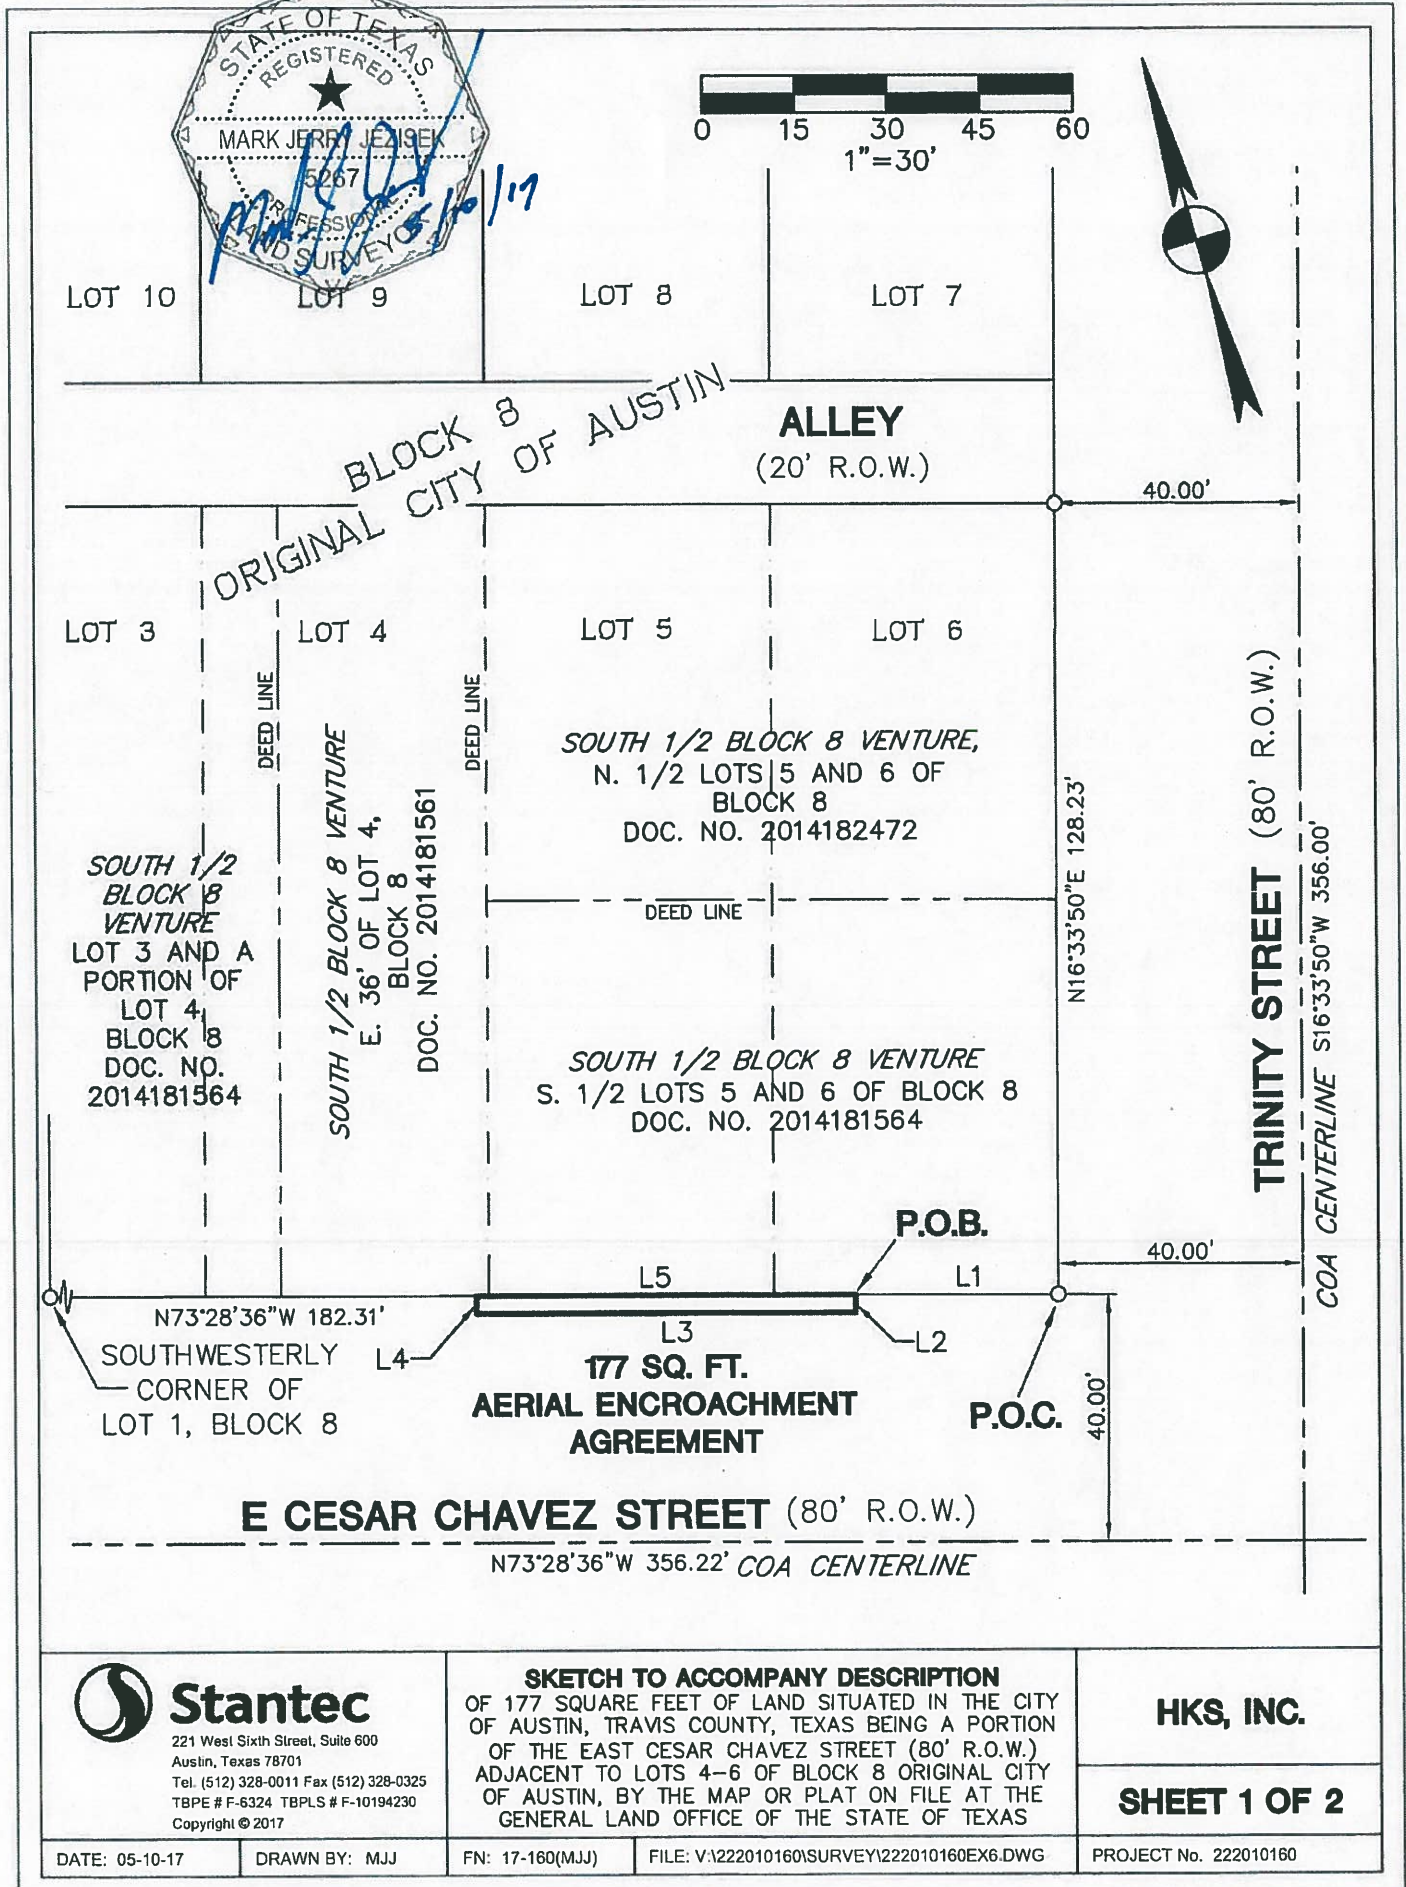 STATE OF TEXAS
REGISTERED
MARK JERRY JEZISEK
5267
PROFESSIONAL
LAND SURVEYOR
5/10/17
0 15 30 45 60
1"=30'
LOT 10
LOT 9
LOT 8
LOT 7
BLOCK 8
ORIGINAL CITY OF AUSTIN
ALLEY
(20' R.O.W.)
40.00'
LOT 3
LOT 4
LOT 5
LOT 6
DEED LINE
DEED LINE
SOUTH 1/2 BLOCK 8 VENTURE,
N. 1/2 LOTS 5 AND 6 OF
BLOCK 8
DOC. NO. 2014182472
DEED LINE
SOUTH 1/2
BLOCK 8
VENTURE
LOT 3 AND A
PORTION OF
LOT 4,
BLOCK 8
DOC. NO.
2014181564
SOUTH 1/2 BLOCK 8 VENTURE
E. 36' OF LOT 4,
BLOCK 8
DOC. NO. 2014181561
SOUTH 1/2 BLOCK 8 VENTURE
S. 1/2 LOTS 5 AND 6 OF BLOCK 8
DOC. NO. 2014181564
N16°33'50"E 128.23'
TRINITY STREET (80' R.O.W.)
COA CENTERLINE S16°33'50"W 356.00'
P.O.B.
40.00'
L5
L1
N73°28'36"W 182.31'
L3
L4
L2
SOUTHWESTERLY
CORNER OF
LOT 1, BLOCK 8
177 SQ. FT.
AERIAL ENCROACHMENT
AGREEMENT
P.O.C.
40.00'
E CESAR CHAVEZ STREET (80' R.O.W.)
N73°28'36"W 356.22' COA CENTERLINE
Stantec
221 West Sixth Street, Suite 600
Austin, Texas 78701
Tel. (512) 328-0011 Fax (512) 328-0325
TBPE # F-6324 TBPLS # F-10194230
Copyright © 2017
SKETCH TO ACCOMPANY DESCRIPTION
OF 177 SQUARE FEET OF LAND SITUATED IN THE CITY
OF AUSTIN, TRAVIS COUNTY, TEXAS BEING A PORTION
OF THE EAST CESAR CHAVEZ STREET (80' R.O.W.)
ADJACENT TO LOTS 4-6 OF BLOCK 8 ORIGINAL CITY
OF AUSTIN, BY THE MAP OR PLAT ON FILE AT THE
GENERAL LAND OFFICE OF THE STATE OF TEXAS
HKS, INC.
SHEET 1 OF 2
DATE: 05-10-17
DRAWN BY: MJJ
FN: 17-160(MJJ)
FILE: V:\222010160\SURVEY\222010160EX6.DWG
PROJECT No. 222010160